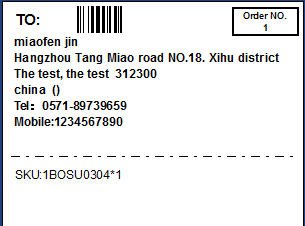 TO:
Order NO.
1
miaofen jin
Hangzhou Tang Miao road NO.18. Xihu district
The test, the test 312300
china ()
Tel：0571-89739659
Mobile:1234567890
SKU:1BOSU0304*1